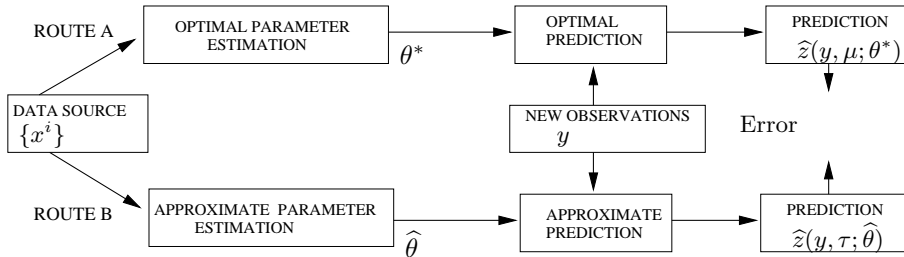 ROUTE A
OPTIMAL PARAMETER
ESTIMATION
θ*
OPTIMAL
PREDICTION
PREDICTION
ẑ(y, μ; θ*)
DATA SOURCE
{xⁱ}
NEW OBSERVATIONS
y
Error
ROUTE B
APPROXIMATE PARAMETER
ESTIMATION
θ̂
APPROXIMATE
PREDICTION
PREDICTION
ẑ(y, τ; θ̂)